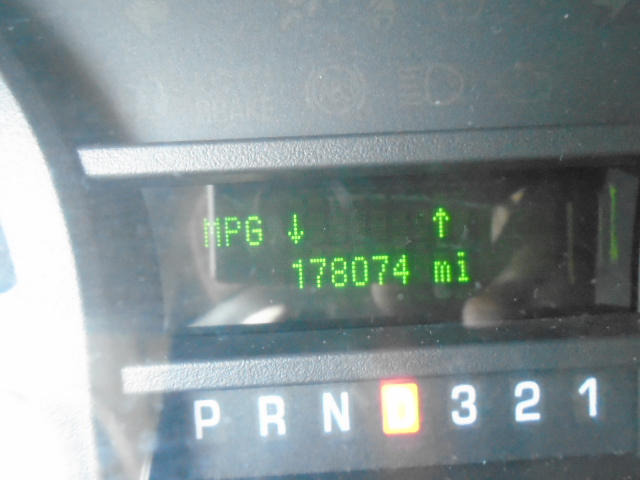 BRAKE
MPG ↓ ↑
178074 mi
P R N D 3 2 1